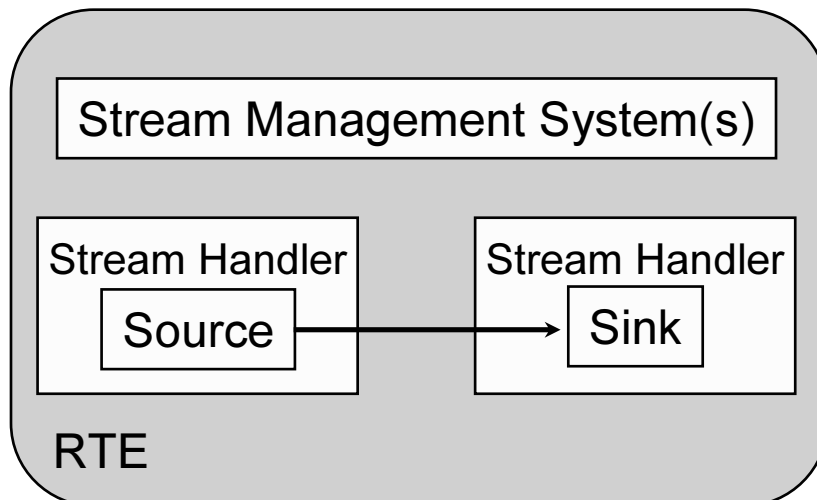 Stream Management System(s)
Stream Handler
Source
Stream Handler
Sink
RTE